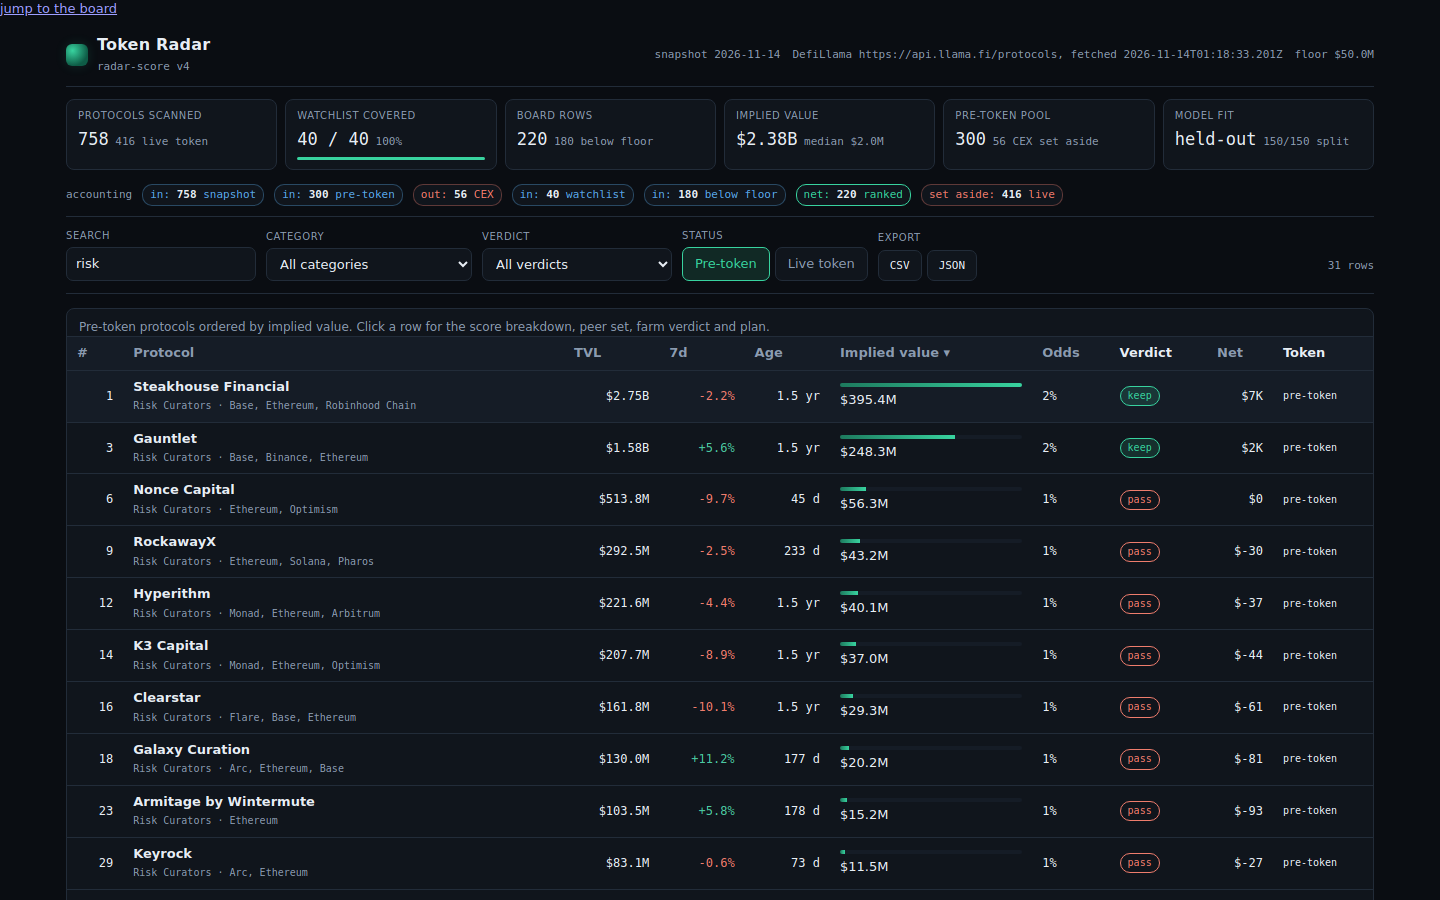 jump to the board
Token Radar
radar-score v4
snapshot 2026-11-14 DefiLlama https://api.llama.fi/protocols, fetched 2026-11-14T01:18:33.201Z floor $50.0M
PROTOCOLS SCANNED
758 416 live token
WATCHLIST COVERED
40 / 40 100%
BOARD ROWS
220 180 below floor
IMPLIED VALUE
$2.38B median $2.0M
PRE-TOKEN POOL
300 56 CEX set aside
MODEL FIT
held-out 150/150 split
accounting in: 758 snapshot in: 300 pre-token out: 56 CEX in: 40 watchlist in: 180 below floor net: 220 ranked set aside: 416 live
SEARCH
risk
CATEGORY
All categories
VERDICT
All verdicts
STATUS
Pre-token Live token
EXPORT
CSV JSON
31 rows
Pre-token protocols ordered by implied value. Click a row for the score breakdown, peer set, farm verdict and plan.
# Protocol TVL 7d Age Implied value ▾ Odds Verdict Net Token
1 Steakhouse Financial $2.75B -2.2% 1.5 yr $395.4M 2% keep $7K pre-token
Risk Curators · Base, Ethereum, Robinhood Chain
3 Gauntlet $1.58B +5.6% 1.5 yr $248.3M 2% keep $2K pre-token
Risk Curators · Base, Binance, Ethereum
6 Nonce Capital $513.8M -9.7% 45 d $56.3M 1% pass $0 pre-token
Risk Curators · Ethereum, Optimism
9 RockawayX $292.5M -2.5% 233 d $43.2M 1% pass $-30 pre-token
Risk Curators · Ethereum, Solana, Pharos
12 Hyperithm $221.6M -4.4% 1.5 yr $40.1M 1% pass $-37 pre-token
Risk Curators · Monad, Ethereum, Arbitrum
14 K3 Capital $207.7M -8.9% 1.5 yr $37.0M 1% pass $-44 pre-token
Risk Curators · Monad, Ethereum, Optimism
16 Clearstar $161.8M -10.1% 1.5 yr $29.3M 1% pass $-61 pre-token
Risk Curators · Flare, Base, Ethereum
18 Galaxy Curation $130.0M +11.2% 177 d $20.2M 1% pass $-81 pre-token
Risk Curators · Arc, Ethereum, Base
23 Armitage by Wintermute $103.5M +5.8% 178 d $15.2M 1% pass $-93 pre-token
Risk Curators · Ethereum
29 Keyrock $83.1M -0.6% 73 d $11.5M 1% pass $-27 pre-token
Risk Curators · Arc, Ethereum